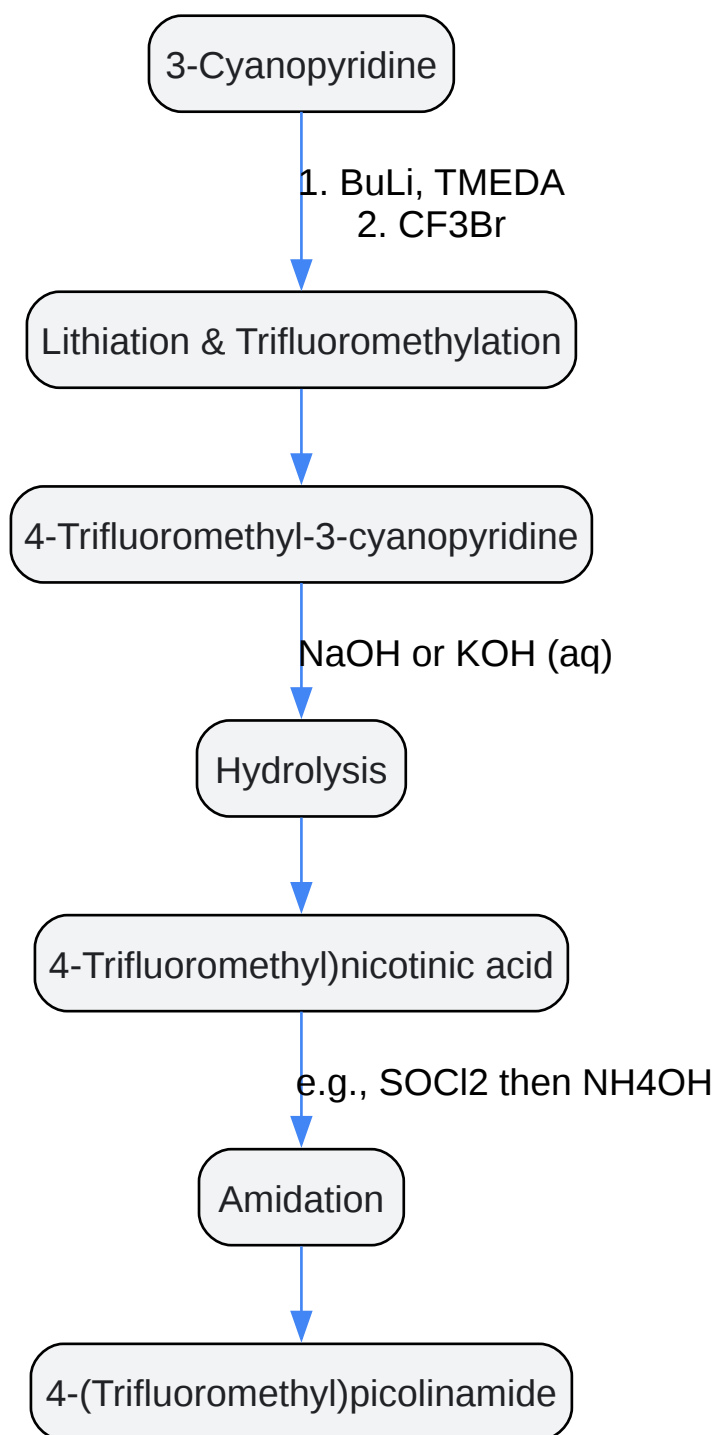 3-Cyanopyridine
1. BuLi, TMEDA
2. CF3Br
Lithiation & Trifluoromethylation
4-Trifluoromethyl-3-cyanopyridine
NaOH or KOH (aq)
Hydrolysis
4-Trifluoromethyl)nicotinic acid
e.g., SOCl2 then NH4OH
Amidation
4-(Trifluoromethyl)picolinamide